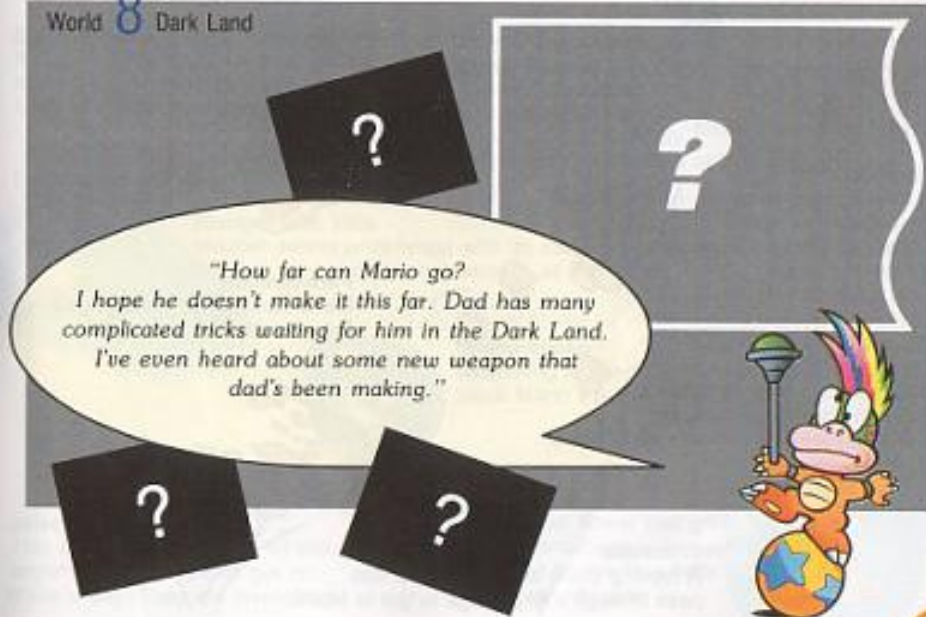 World 8 Dark Land
?
?
"How far can Mario go?
I hope he doesn't make it this far. Dad has many
complicated tricks waiting for him in the Dark Land.
I've even heard about some new weapon that
dad's been making."
?
?